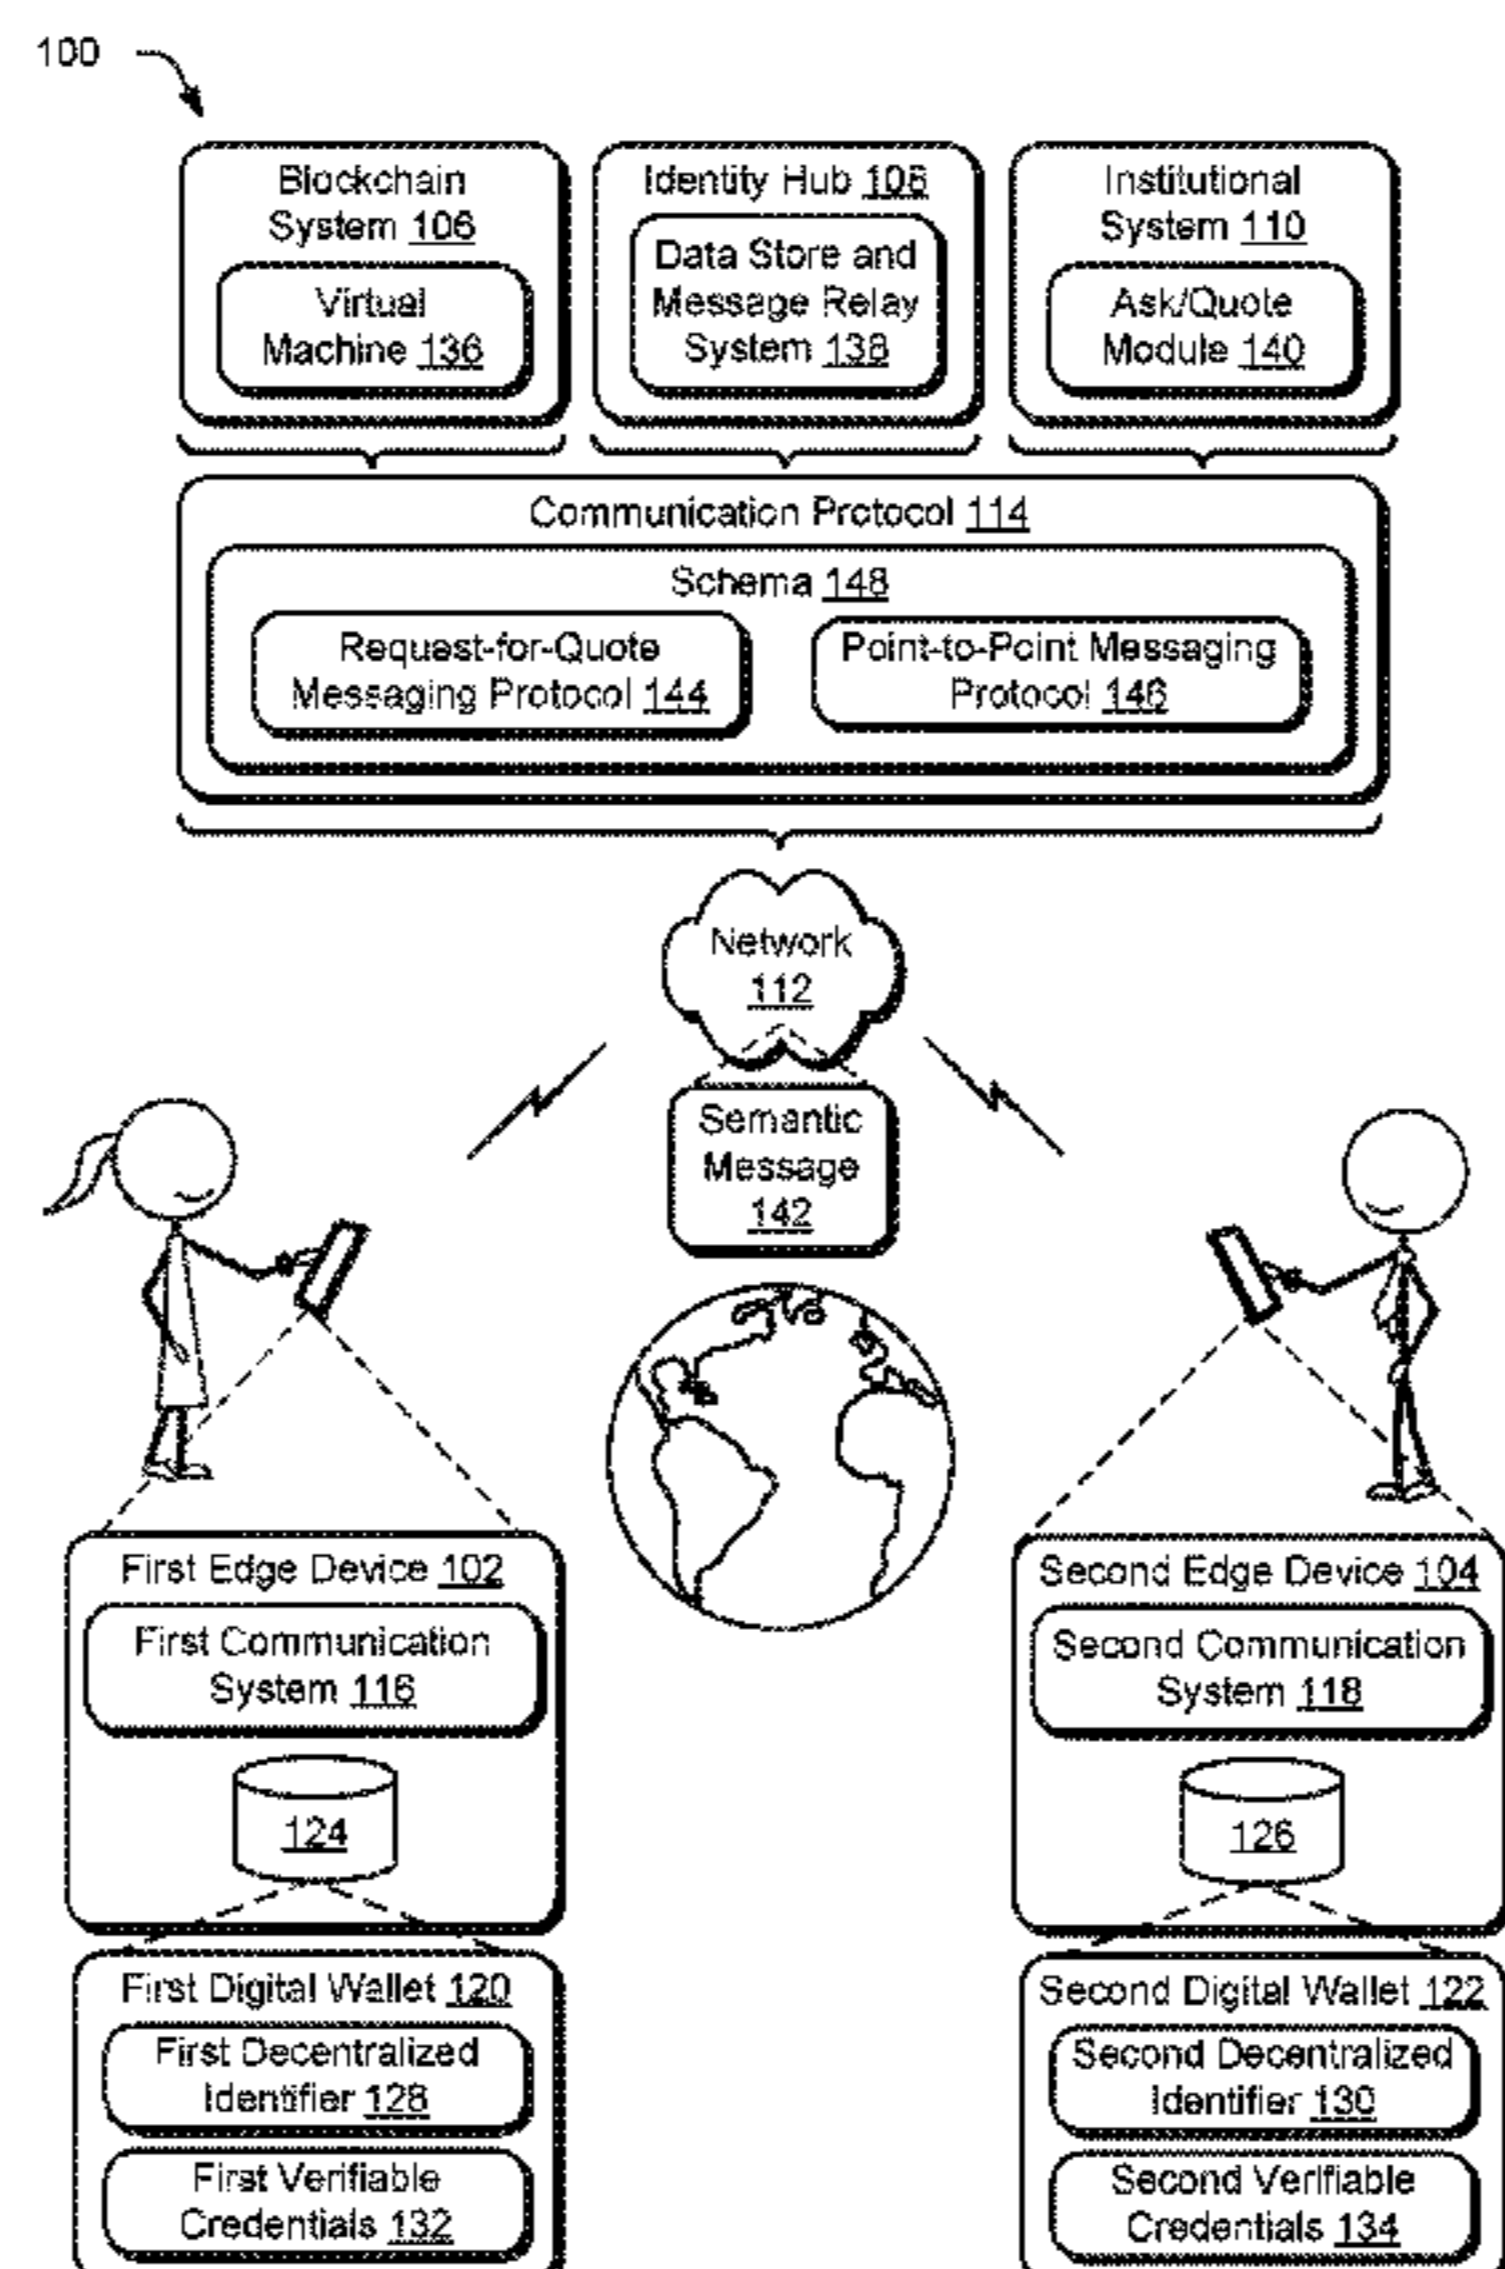 100
Blockchain
System 106
Virtual
Machine 136
Identity Hub 108
Data Store and
Message Relay
System 138
Institutional
System 110
Ask/Quote
Module 140
Communication Protocol 114
Schema 148
Request-for-Quote
Messaging Protocol 144
Point-to-Point Messaging
Protocol 146
Network
112
Semantic
Message
142
First Edge Device 102
First Communication
System 116
124
First Digital Wallet 120
First Decentralized
Identifier 128
First Verifiable
Credentials 132
Second Edge Device 104
Second Communication
System 118
126
Second Digital Wallet 122
Second Decentralized
Identifier 130
Second Verifiable
Credentials 134